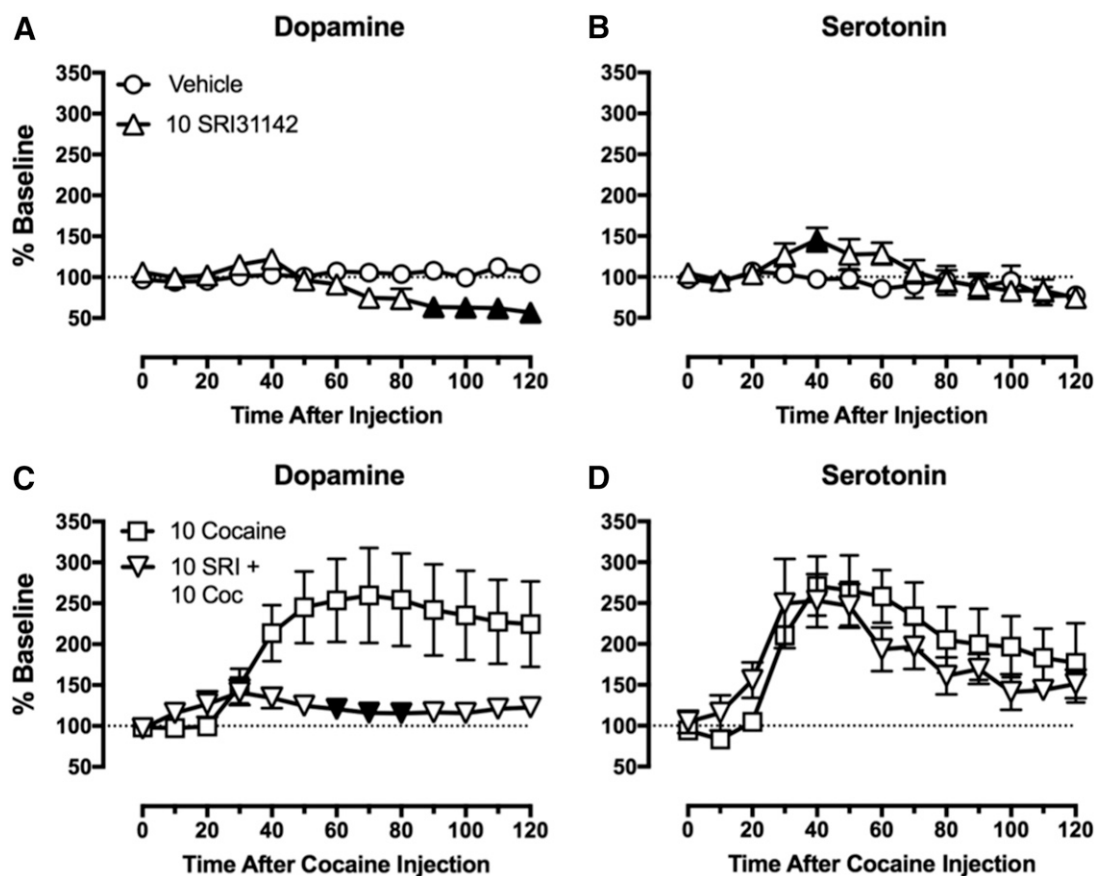 A
Dopamine
% Baseline
350
300
250
200
150
100
50
Vehicle
10 SRI31142
0 20 40 60 80 100 120
Time After Injection
B
Serotonin
350
300
250
200
150
100
50
0 20 40 60 80 100 120
Time After Injection
C
Dopamine
% Baseline
350
300
250
200
150
100
50
10 Cocaine
10 SRI +
10 Coc
0 20 40 60 80 100 120
Time After Cocaine Injection
D
Serotonin
350
300
250
200
150
100
50
0 20 40 60 80 100 120
Time After Cocaine Injection